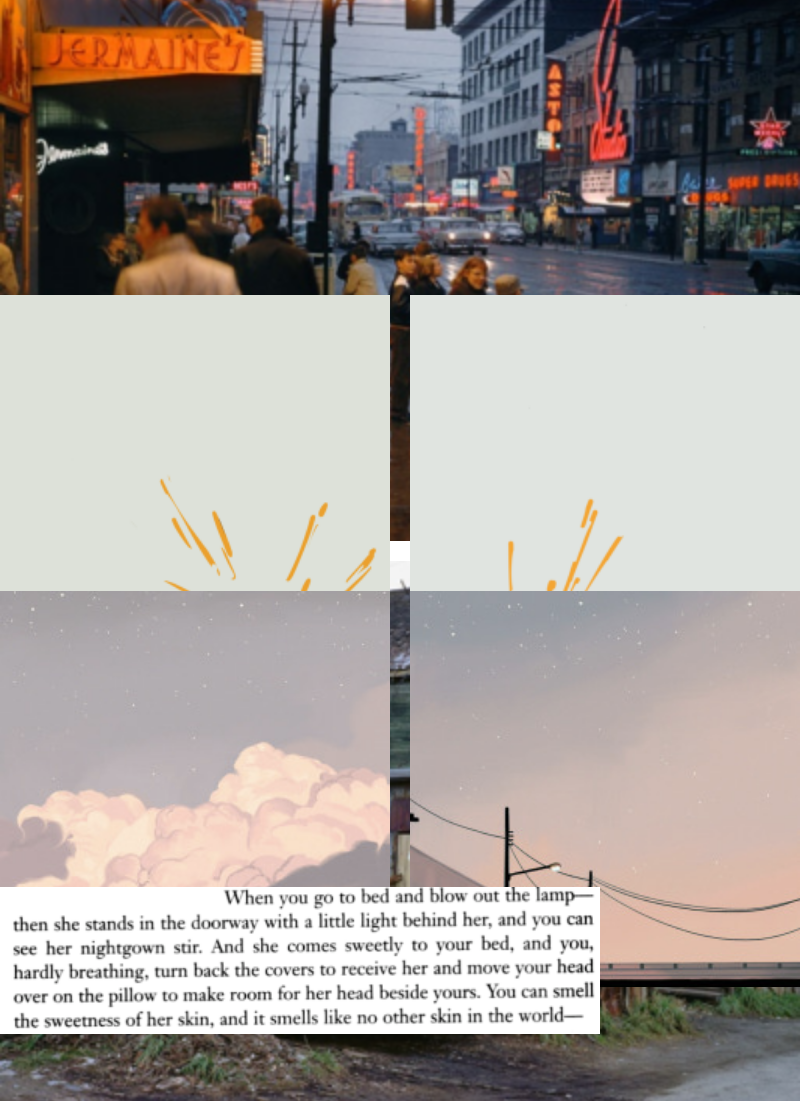 JERMAINE'S
Jermaine's
ASTOR
STAR
WEEKLY
SUPER DRUGS
DRUGS
When you go to bed and blow out the lamp—
then she stands in the doorway with a little light behind her, and you can
see her nightgown stir. And she comes sweetly to your bed, and you,
hardly breathing, turn back the covers to receive her and move your head
over on the pillow to make room for her head beside yours. You can smell
the sweetness of her skin, and it smells like no other skin in the world—